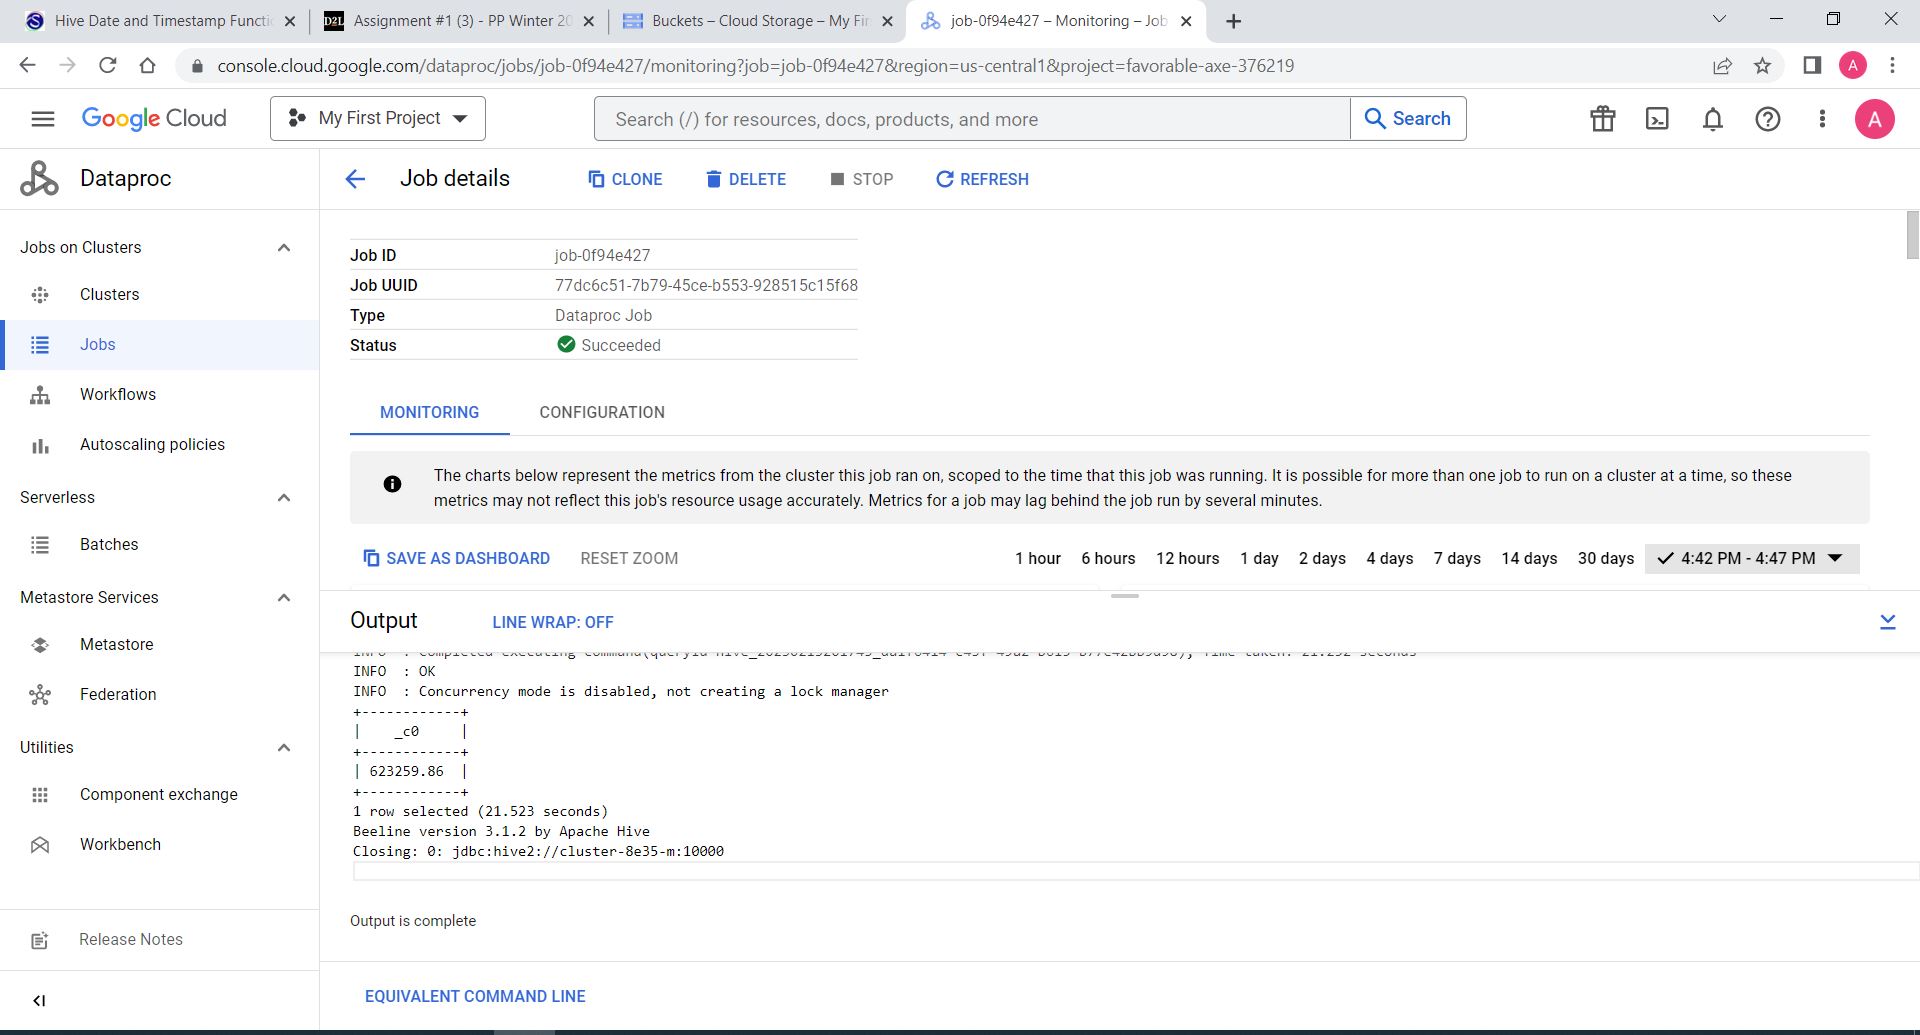 Hive Date and Timestamp Functi
Assignment #1 (3) - PP Winter 20
Buckets – Cloud Storage – My Fir
job-0f94e427 – Monitoring – Job
console.cloud.google.com/dataproc/jobs/job-0f94e427/monitoring?job=job-0f94e427&region=us-central1&project=favorable-axe-376219
A
Google Cloud
My First Project
Search (/) for resources, docs, products, and more
Search
A
Dataproc
Job details
CLONE
DELETE
STOP
REFRESH
Jobs on Clusters
Clusters
Jobs
Workflows
Autoscaling policies
Serverless
Batches
Metastore Services
Metastore
Federation
Utilities
Component exchange
Workbench
Release Notes
Job ID job-0f94e427
Job UUID 77dc6c51-7b79-45ce-b553-928515c15f68
Type Dataproc Job
Status Succeeded
MONITORING
CONFIGURATION
The charts below represent the metrics from the cluster this job ran on, scoped to the time that this job was running. It is possible for more than one job to run on a cluster at a time, so these
metrics may not reflect this job's resource usage accurately. Metrics for a job may lag behind the job run by several minutes.
SAVE AS DASHBOARD
RESET ZOOM
1 hour 6 hours 12 hours 1 day 2 days 4 days 7 days 14 days 30 days 4:42 PM - 4:47 PM
Output
LINE WRAP: OFF
INFO : Completed executing command
INFO : OK
INFO : Concurrency mode is disabled, not creating a lock manager
+------------+
| _c0 |
+------------+
| 623259.86 |
+------------+
1 row selected (21.523 seconds)
Beeline version 3.1.2 by Apache Hive
Closing: 0: jdbc:hive2://cluster-8e35-m:10000
Output is complete
EQUIVALENT COMMAND LINE